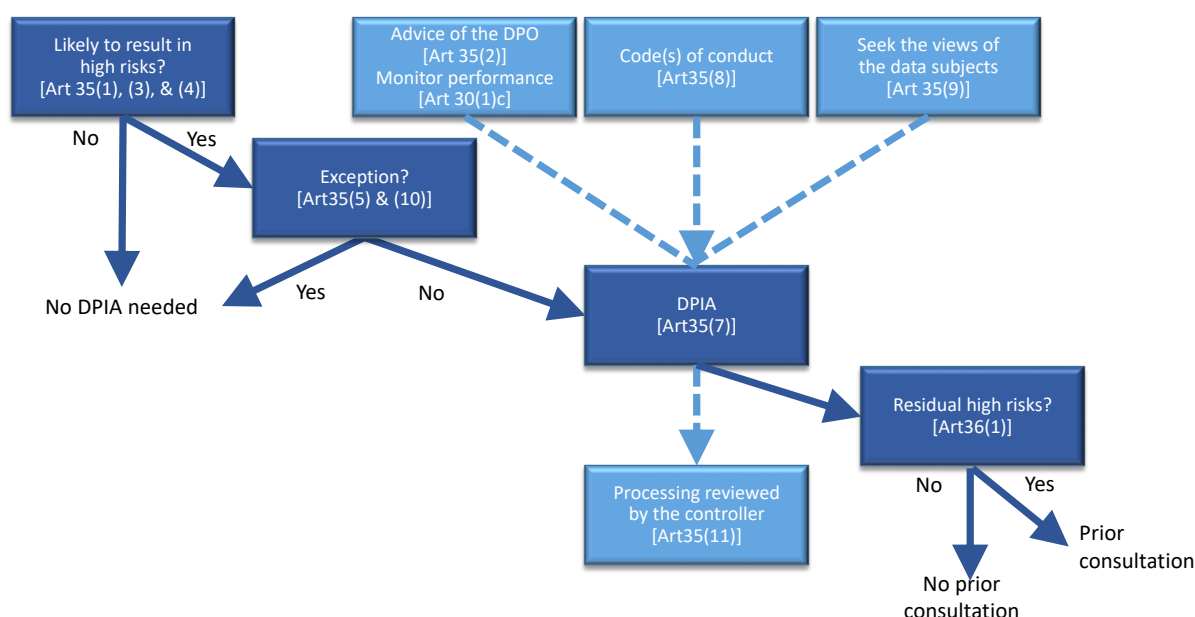 Likely to result in
high risks?
[Art 35(1), (3), & (4)]
Advice of the DPO
[Art 35(2)]
Monitor performance
[Art 30(1)c]
Code(s) of conduct
[Art35(8)]
Seek the views of
the data subjects
[Art 35(9)]
No
Yes
Exception?
[Art35(5) & (10)]
No DPIA needed
Yes
No
DPIA
[Art35(7)]
Residual high risks?
[Art36(1)]
Processing reviewed
by the controller
[Art35(11)]
No
Yes
Prior
consultation
No prior
consultation